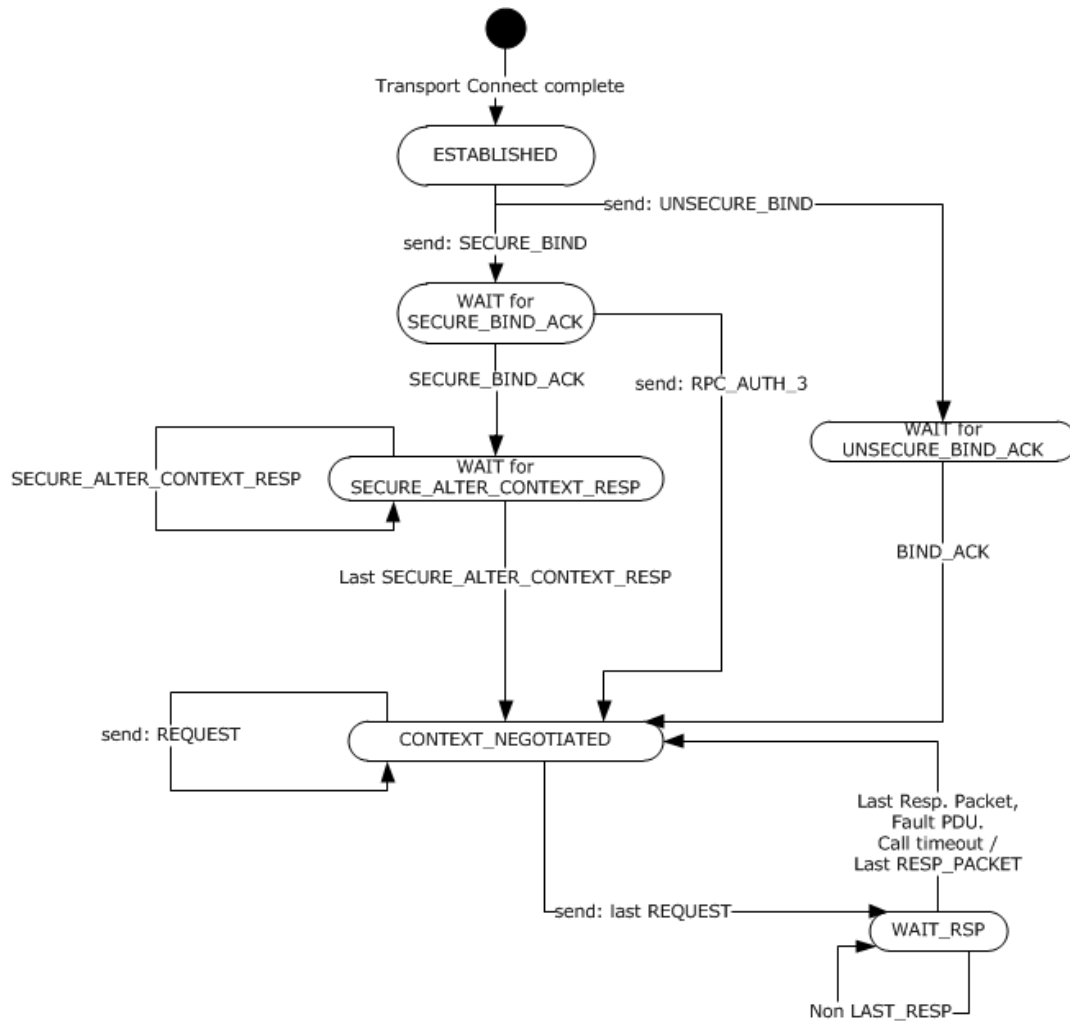 Transport Connect complete
ESTABLISHED
send: UNSECURE_BIND
send: SECURE_BIND
WAIT for
SECURE_BIND_ACK
SECURE_BIND_ACK
send: RPC_AUTH_3
WAIT for
UNSECURE_BIND_ACK
WAIT for
SECURE_ALTER_CONTEXT_RESP
SECURE_ALTER_CONTEXT_RESP
BIND_ACK
Last SECURE_ALTER_CONTEXT_RESP
send: REQUEST
CONTEXT_NEGOTIATED
Last Resp. Packet,
Fault PDU.
Call timeout /
Last RESP_PACKET
send: last REQUEST
WAIT_RSP
Non LAST_RESP